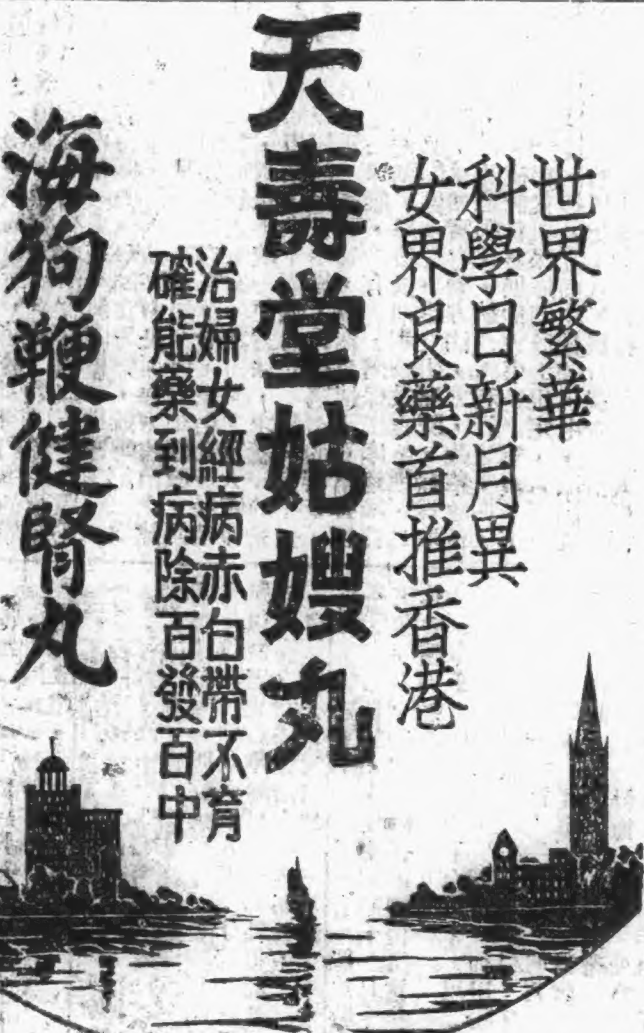 世界繁華
科學日新月異
女界良藥首推香港
天壽堂姑嫂丸
治婦女經病赤白帶不育
確能藥到病除百發百中
海狗鞭健腎丸